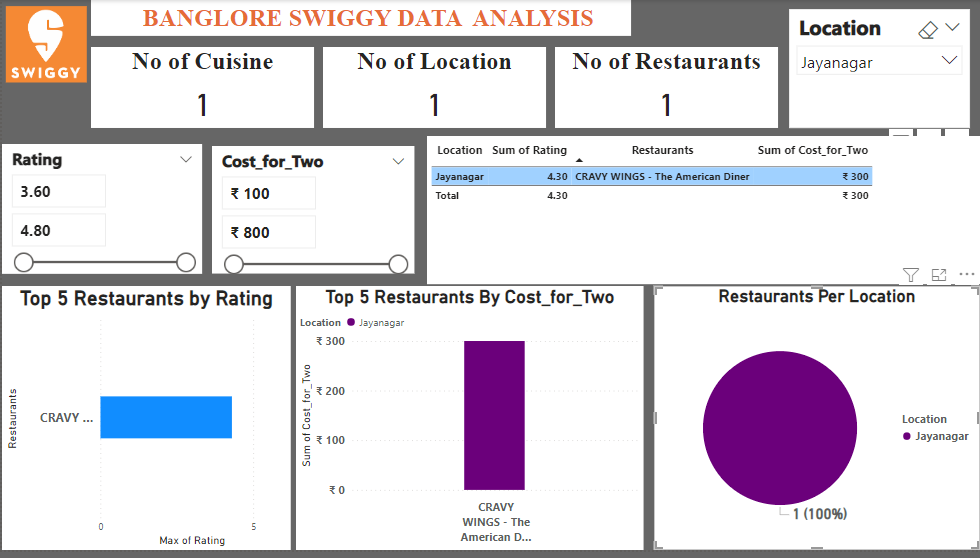 SWIGGY
BANGLORE SWIGGY DATA ANALYSIS
No of Cuisine
1
No of Location
1
No of Restaurants
1
Location
Jayanagar
Rating
3.60
4.80
Cost_for_Two
₹ 100
₹ 800
Location Sum of Rating Restaurants Sum of Cost_for_Two
Jayanagar 4.30 CRAVY WINGS - The American Diner ₹ 300
Total 4.30 ₹ 300
Top 5 Restaurants by Rating
Restaurants
CRAVY ...
0 5
Max of Rating
Top 5 Restaurants By Cost_for_Two
Location Jayanagar
Sum of Cost_for_Two
₹ 300
₹ 200
₹ 100
₹ 0
CRAVY
WINGS - The
American D...
Restaurants Per Location
Location
Jayanagar
1 (100%)